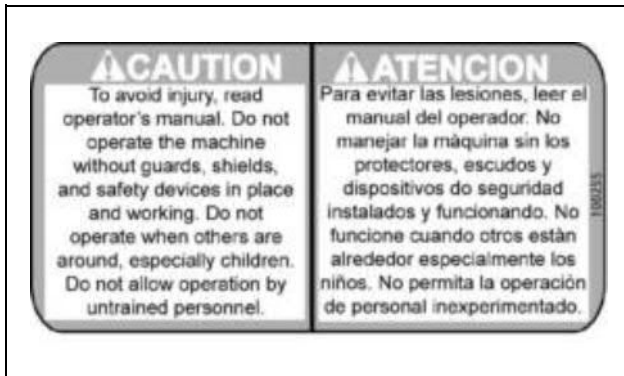 CAUTION
To avoid injury, read
operator's manual. Do not
operate the machine
without guards, shields,
and safety devices in place
and working. Do not
operate when others are
around, especially children.
Do not allow operation by
untrained personnel.
ATENCION
Para evitar las lesiones, leer el
manual del operador. No
manejar la màquina sin los
protectores, escudos y
dispositivos do seguridad
instalados y funcionando. No
funcione cuando otros estàn
alrededor especialmente los
niños. No permita la operación
de personal inexperimentado.
100255